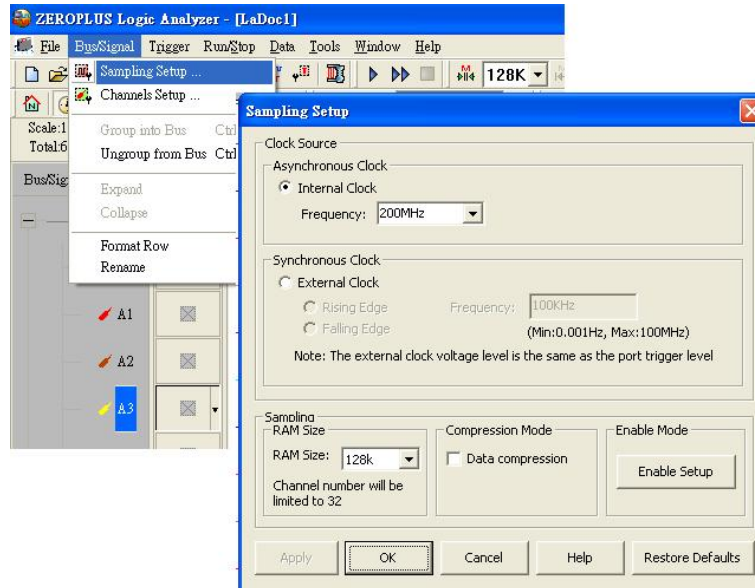 ZEROPLUS Logic Analyzer - [LaDoc1]
File Bus/Signal Trigger Run/Stop Data Tools Window Help
Sampling Setup ...
128K
Channels Setup ...
Scale:1
Total:6
Group into Bus Ctrl
Ungroup from Bus Ctrl
Bus/Sig
Expand
Collapse
Format Row
Rename
A1
A2
A3
Sampling Setup
Clock Source
Asynchronous Clock
Internal Clock
Frequency: 200MHz
Synchronous Clock
External Clock
Rising Edge
Frequency: 100KHz
Falling Edge
(Min:0.001Hz, Max:100MHz)
Note: The external clock voltage level is the same as the port trigger level
Sampling
RAM Size
RAM Size: 128k
Channel number will be
limited to 32
Compression Mode
Data compression
Enable Mode
Enable Setup
Apply OK Cancel Help Restore Defaults